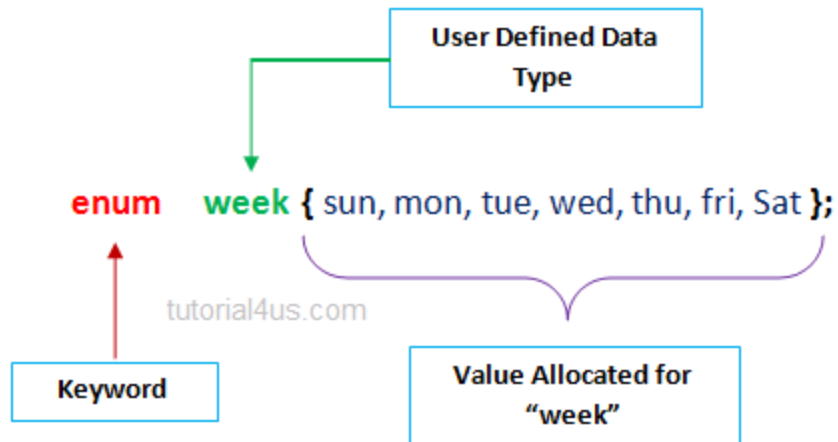 User Defined Data
Type
enum week { sun, mon, tue, wed, thu, fri, Sat };
tutorial4us.com
Keyword
Value Allocated for
“week”